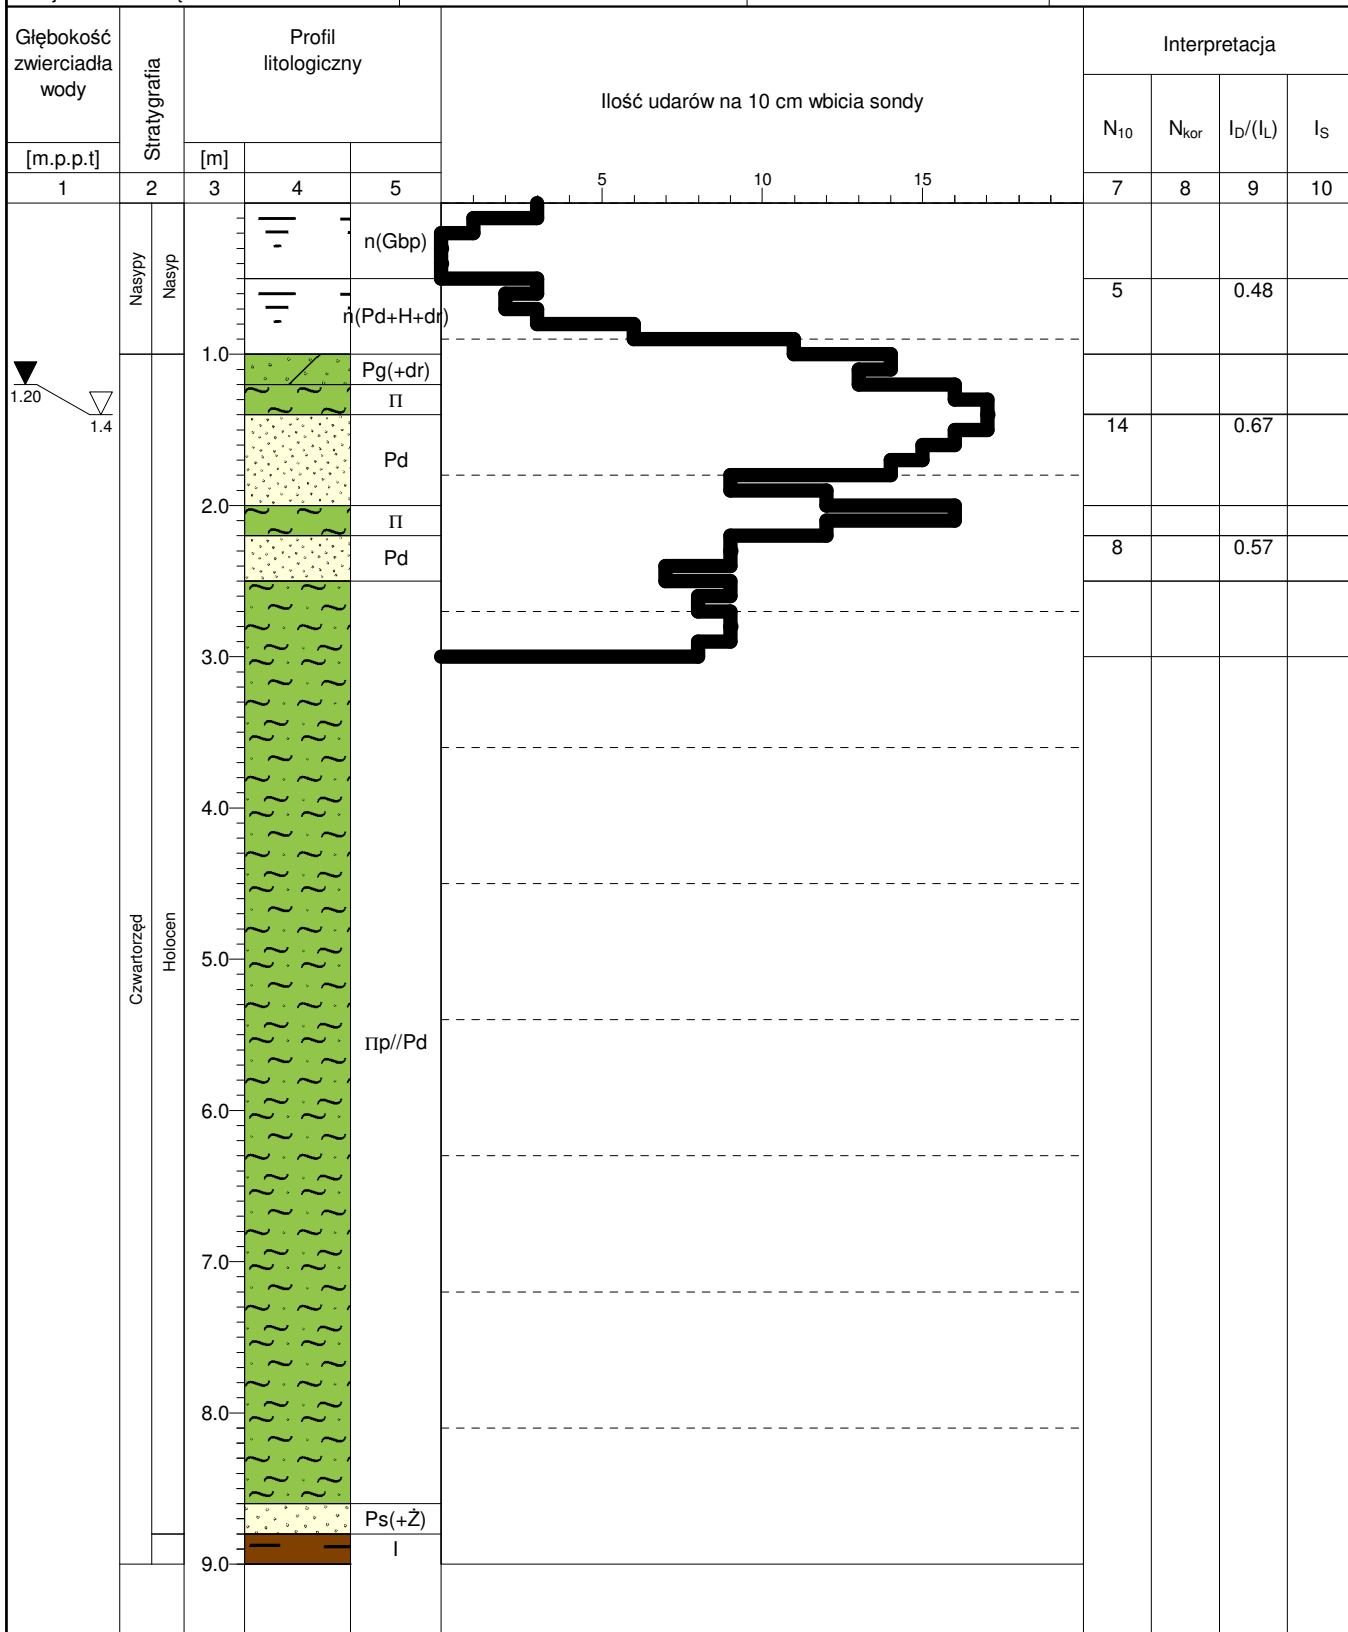 Głębokość
zwierciadła
wody
[m.p.p.t]
Stratygrafia
Profil
litologiczny
[m]
Ilość udarów na 10 cm wbicia sondy
Interpretacja
N10 Nkor ID/(IL) IS
1 2 3 4 5 7 8 9 10
5 10 15
Nasypy Nasyp
n(Gbp)
5 0.48
n(Pd+H+dr)
1.0
Pg(+dr)
1.20
1.4
Π
14 0.67
Pd
2.0
Π
Pd
8 0.57
3.0
4.0
Czwartorzęd Holocen
5.0
Πp//Pd
6.0
7.0
8.0
Ps(+Ż)
I
9.0